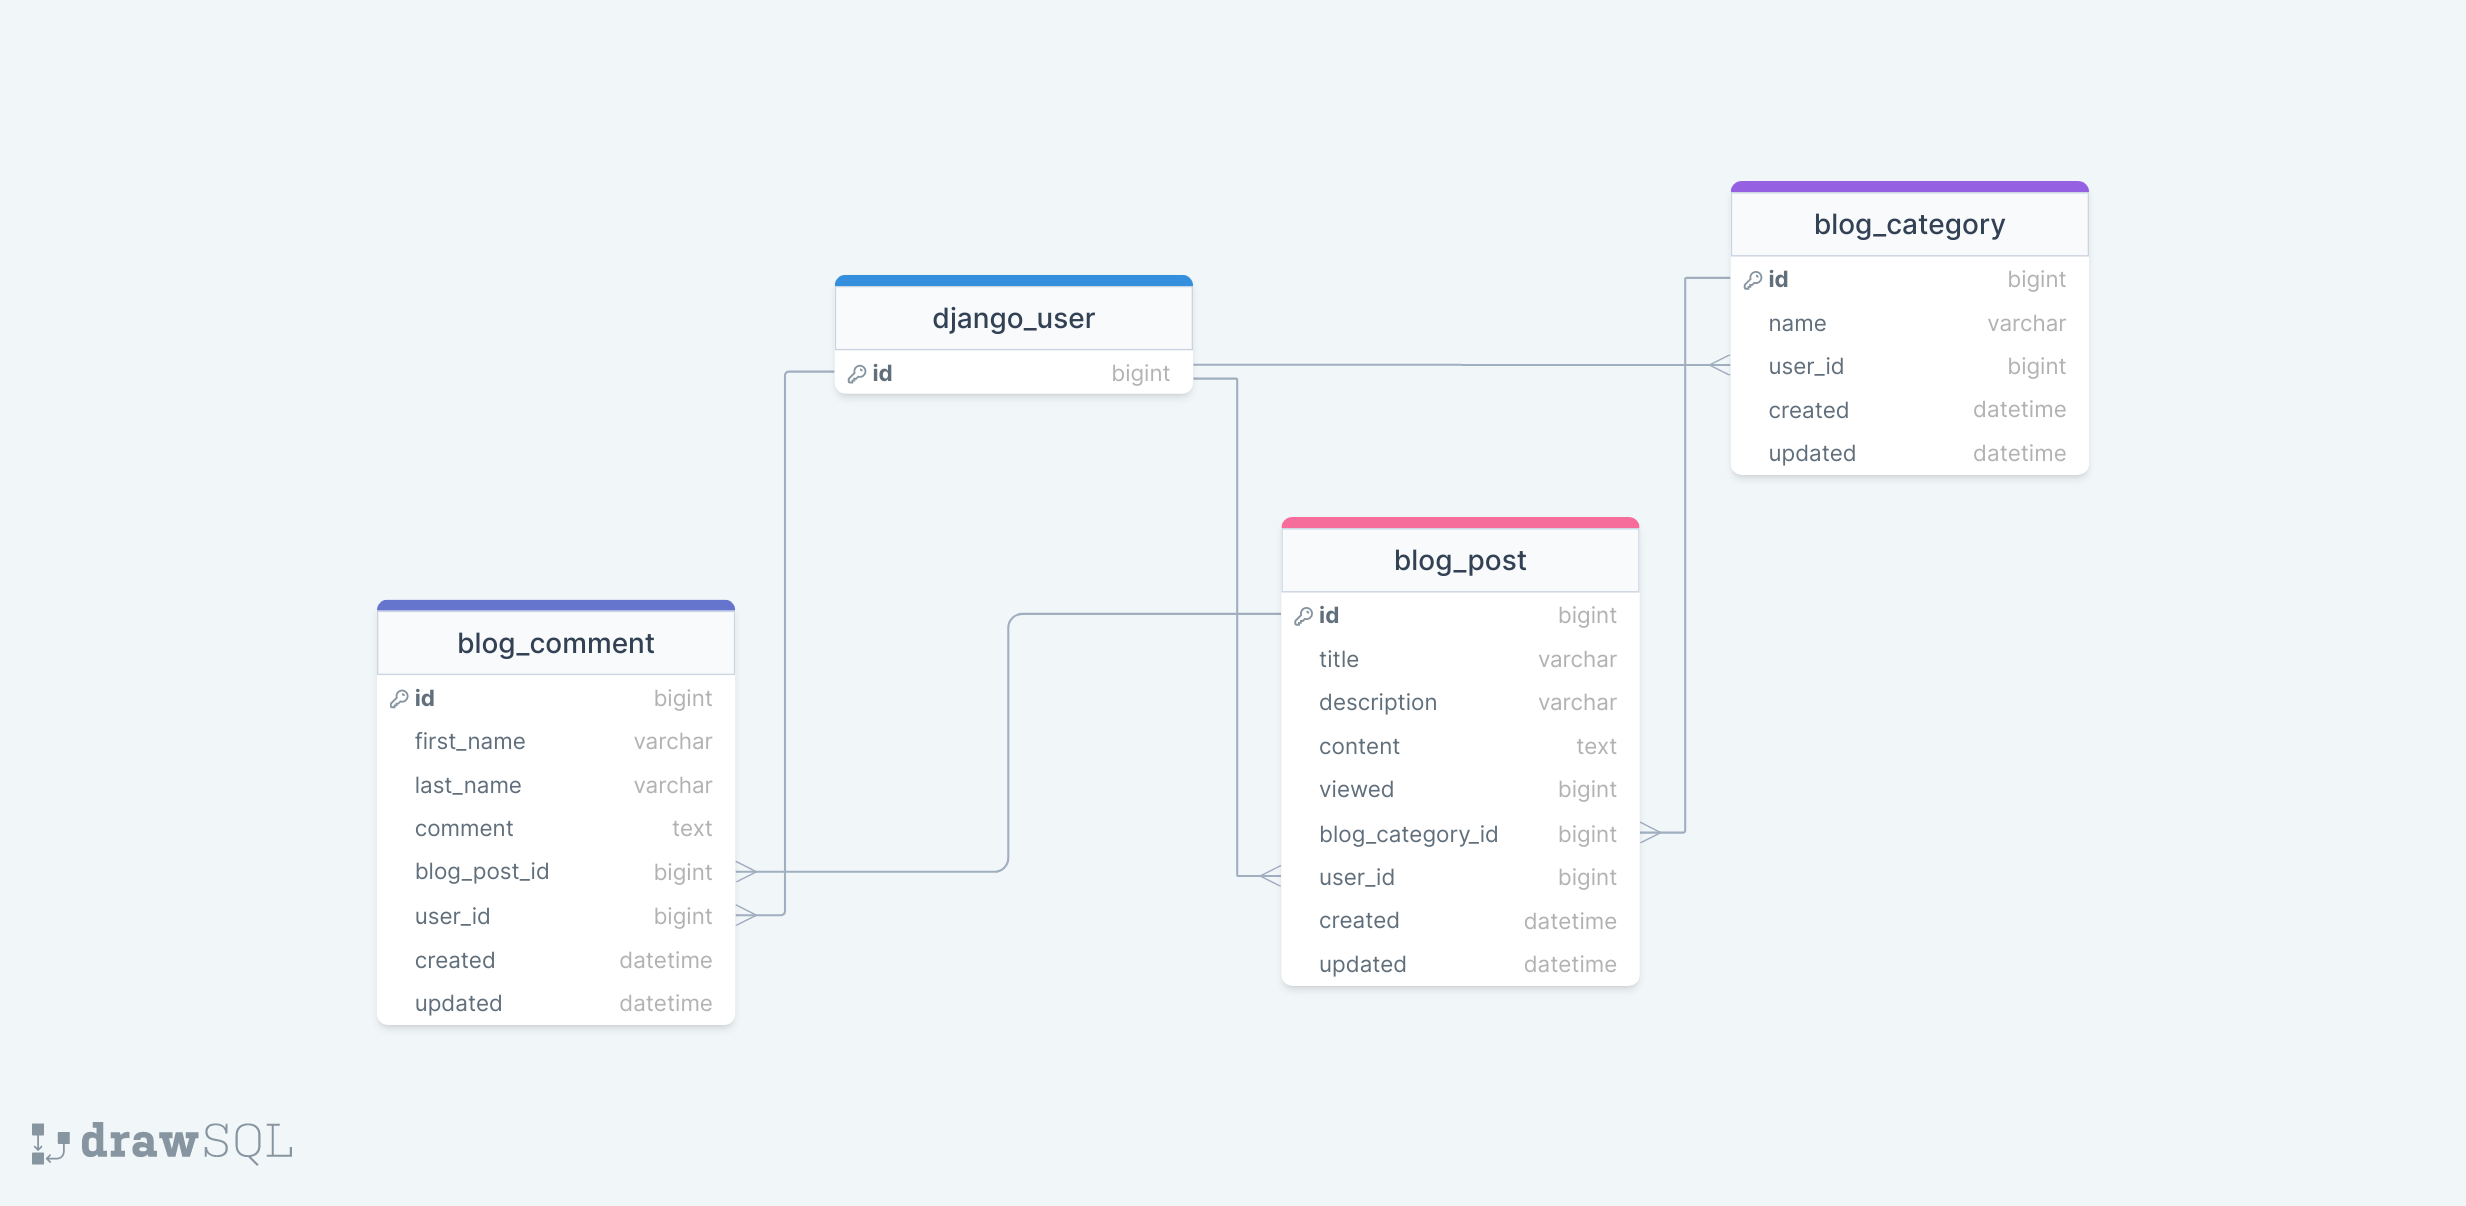 blog_category
id bigint
name varchar
user_id bigint
created datetime
updated datetime
django_user
id bigint
blog_post
id bigint
title varchar
description varchar
content text
viewed bigint
blog_category_id bigint
user_id bigint
created datetime
updated datetime
blog_comment
id bigint
first_name varchar
last_name varchar
comment text
blog_post_id bigint
user_id bigint
created datetime
updated datetime
drawSQL